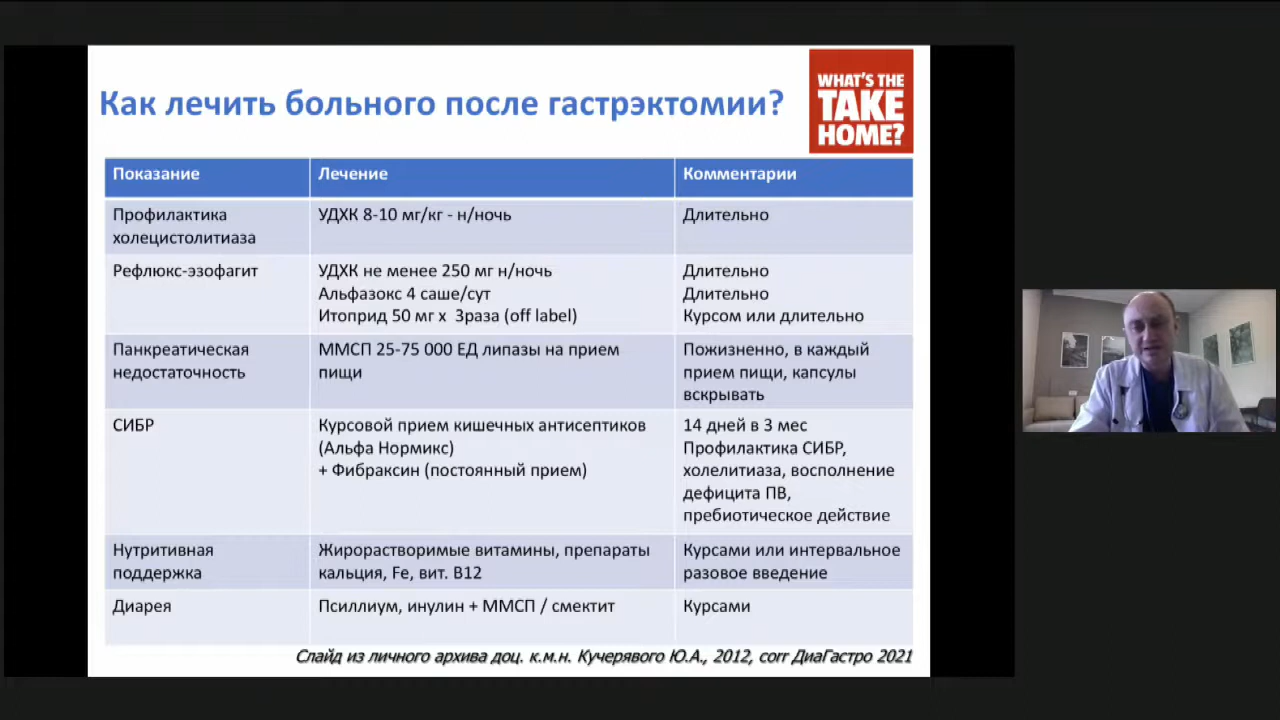 Как лечить больного после гастрэктомии?
WHAT'S THE
TAKE
HOME?
Показание
Лечение
Комментарии
Профилактика
холецистолитиаза
УДХК 8-10 мг/кг - н/ночь
Длительно
Рефлюкс-эзофагит
УДХК не менее 250 мг н/ночь
Альфазокс 4 саше/сут
Итоприд 50 мг х 3раза (off label)
Длительно
Длительно
Курсом или длительно
Панкреатическая
недостаточность
ММСП 25-75 000 ЕД липазы на прием
пищи
Пожизненно, в каждый
прием пищи, капсулы
вскрывать
СИБР
Курсовой прием кишечных антисептиков
(Альфа Нормикс)
+ Фибраксин (постоянный прием)
14 дней в 3 мес
Профилактика СИБР,
холелитиаза, восполнение
дефицита ПВ,
пребиотическое действие
Нутритивная
поддержка
Жирорастворимые витамины, препараты
кальция, Fe, вит. В12
Курсами или интервальное
разовое введение
Диарея
Псиллиум, инулин + ММСП / смектит
Курсами
Слайд из личного архива доц. к.м.н. Кучерявого Ю.А., 2012, corr ДиаГастро 2021